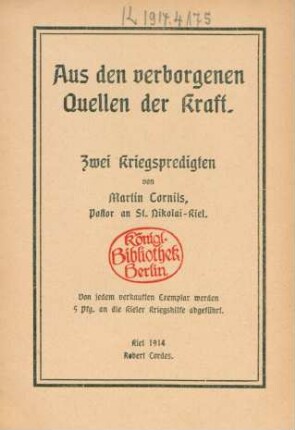 Aus den verborgenen
Quellen der Kraft.
Zwei Kriegspredigten
von
Martin Cornils,
Pastor an St. Nikolai-Kiel.
Königl.
Bibliothek
Berlin
Von jedem verkauften Exemplar werden
5 Pfg. an die Kieler Kriegshilfe abgeführt.
Kiel 1914
Robert Cordes.